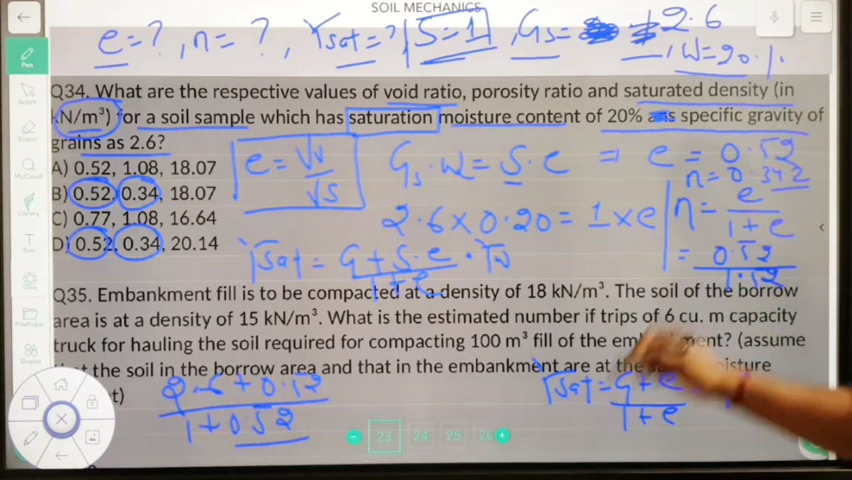 SOIL MECHANICS
e = ? , n = ? , γsat = ? | S = 1 , Gs = 2.6
W = 20%
Q34. What are the respective values of void ratio, porosity ratio and saturated density (in
kN/m³) for a soil sample which has saturation moisture content of 20% as specific gravity of
grains as 2.6?
A) 0.52, 1.08, 18.07
B) 0.52, 0.34, 18.07
C) 0.77, 1.08, 16.64
D) 0.52, 0.34, 20.14
e = Vv / Vs
Gs . w = S . e ⇒ e = 0.52
n = 0.342
2.6 × 0.20 = 1 × e
n = e / 1 + e
= 0.52 / 1.52
γsat = G + S . e / 1 + e . γw
Q35. Embankment fill is to be compacted at a density of 18 kN/m³. The soil of the borrow
area is at a density of 15 kN/m³. What is the estimated number if trips of 6 cu. m capacity
truck for hauling the soil required for compacting 100 m³ fill of the embankment? (assume
the soil in the borrow area and that in the embankment are at the same moisture
t)
2.6 + 0.52 / 1 + 0.52
γsat = G + e / 1 + e
Pen
Select
Eraser
MyCloud
Library
Text
Shapes
23 24 25 26